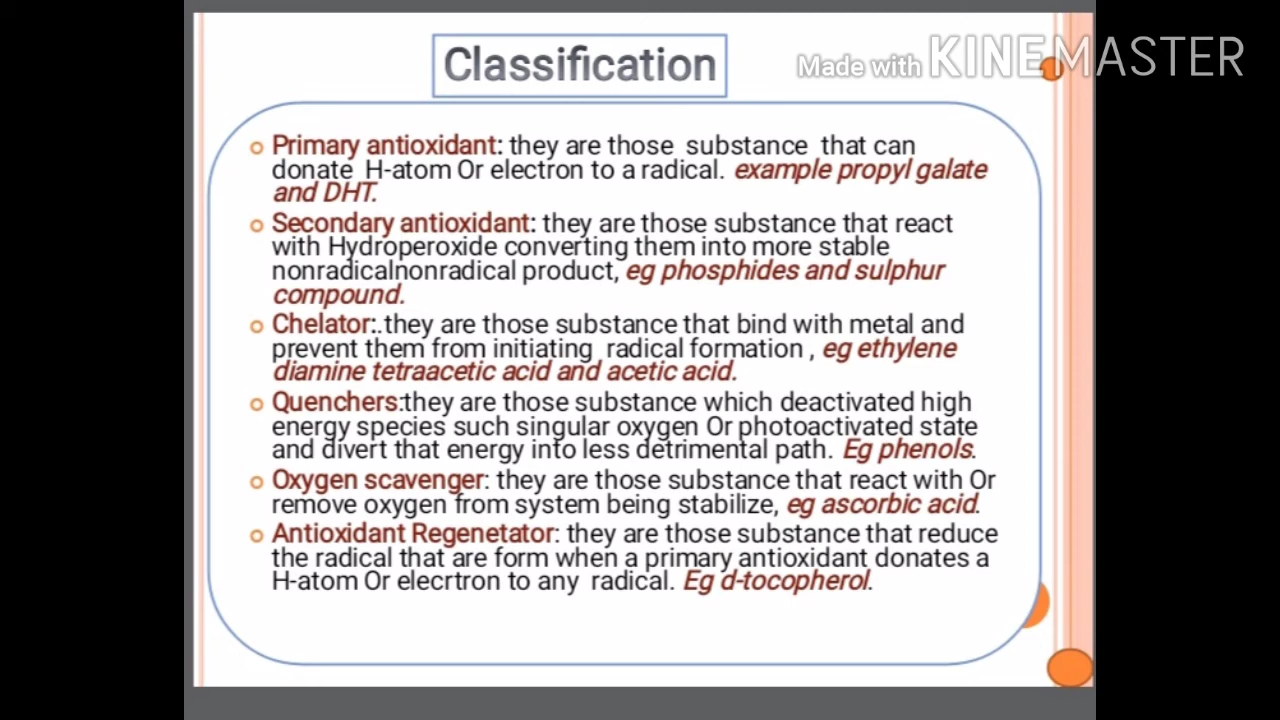 Classification
Made with KINEMASTER
Primary antioxidant: they are those substance that can
donate H-atom Or electron to a radical. example propyl galate
and DHT.
Secondary antioxidant: they are those substance that react
with Hydroperoxide converting them into more stable
nonradicalnonradical product, eg phosphides and sulphur
compound.
Chelator:.they are those substance that bind with metal and
prevent them from initiating radical formation , eg ethylene
diamine tetraacetic acid and acetic acid.
Quenchers:they are those substance which deactivated high
energy species such singular oxygen Or photoactivated state
and divert that energy into less detrimental path. Eg phenols.
Oxygen scavenger: they are those substance that react with Or
remove oxygen from system being stabilize, eg ascorbic acid.
Antioxidant Regenetator: they are those substance that reduce
the radical that are form when a primary antioxidant donates a
H-atom Or elecrtron to any radical. Eg d-tocopherol.